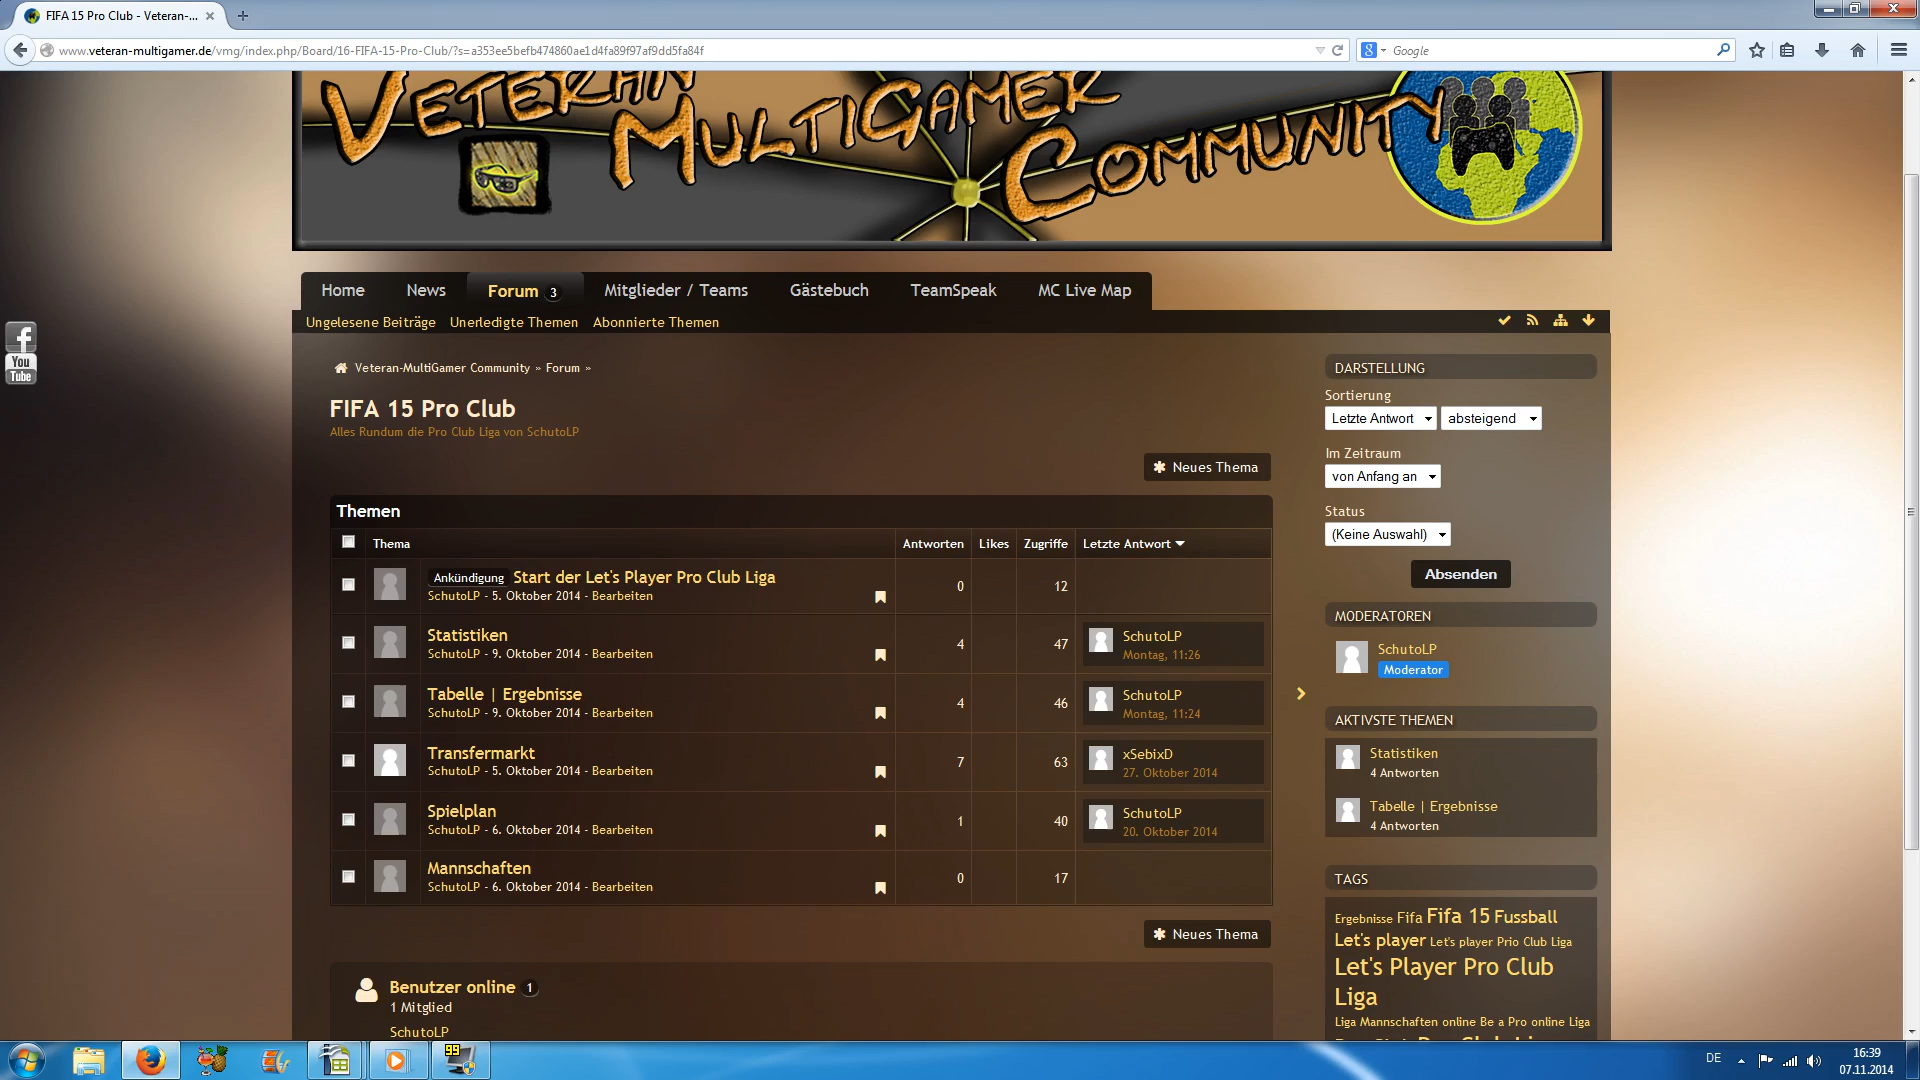 FIFA 15 Pro Club - Veteran-...
www.veteran-multigamer.de/vmg/index.php/Board/16-FIFA-15-Pro-Club/?s=a353ee5befb474860ae1d4fa89f97af9dd5fa84f
Google
VETERAN
MULTIGAMER
COMMUNITY
Home News Forum 3 Mitglieder / Teams Gästebuch TeamSpeak MC Live Map
Ungelesene Beiträge Unerledigte Themen Abonnierte Themen
You
Tube
Veteran-MultiGamer Community » Forum »
FIFA 15 Pro Club
Alles Rundum die Pro Club Liga von SchutoLP
Neues Thema
Themen
Thema Antworten Likes Zugriffe Letzte Antwort
Ankündigung Start der Let's Player Pro Club Liga 0 12
SchutoLP - 5. Oktober 2014 - Bearbeiten
Statistiken 4 47 SchutoLP
SchutoLP - 9. Oktober 2014 - Bearbeiten Montag, 11:26
Tabelle | Ergebnisse 4 46 SchutoLP
SchutoLP - 9. Oktober 2014 - Bearbeiten Montag, 11:24
Transfermarkt 7 63 xSebixD
SchutoLP - 5. Oktober 2014 - Bearbeiten 27. Oktober 2014
Spielplan 1 40 SchutoLP
SchutoLP - 6. Oktober 2014 - Bearbeiten 20. Oktober 2014
Mannschaften 0 17
SchutoLP - 6. Oktober 2014 - Bearbeiten
Neues Thema
Benutzer online 1
1 Mitglied
SchutoLP
DARSTELLUNG
Sortierung
Letzte Antwort absteigend
Im Zeitraum
von Anfang an
Status
(Keine Auswahl)
Absenden
MODERATOREN
SchutoLP
Moderator
AKTIVSTE THEMEN
Statistiken
4 Antworten
Tabelle | Ergebnisse
4 Antworten
TAGS
Ergebnisse Fifa Fifa 15 Fussball
Let's player Let's player Prio Club Liga
Let's Player Pro Club
Liga
Liga Mannschaften online Be a Pro online Liga
99
DE
16:39
07.11.2014